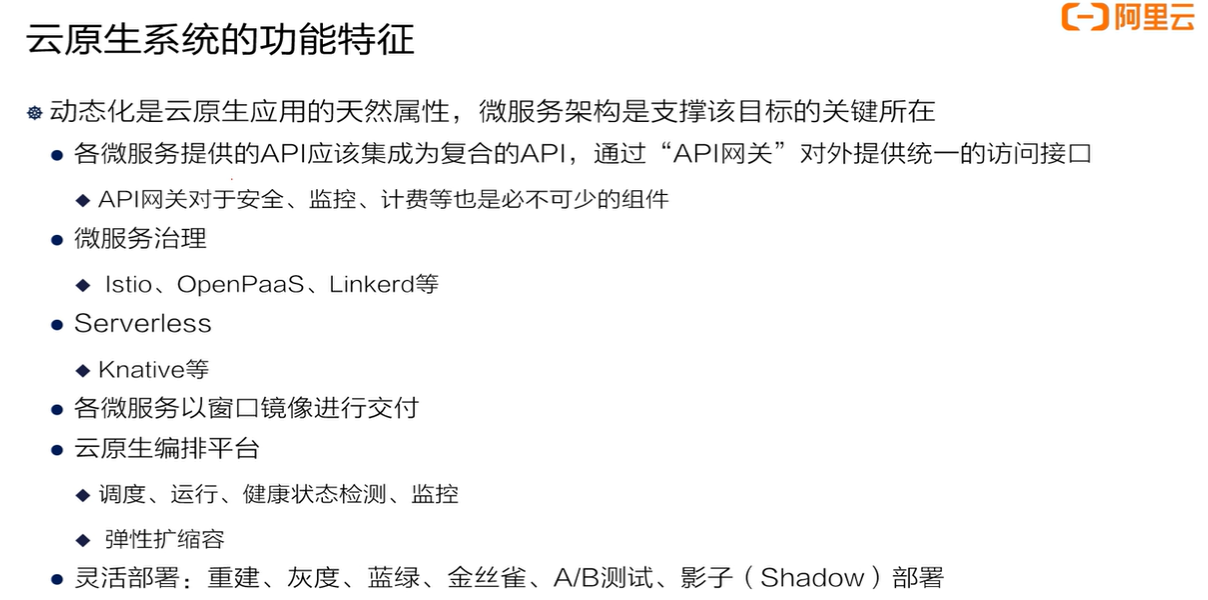 阿里云
云原生系统的功能特征
动态化是云原生应用的天然属性，微服务架构是支撑该目标的关键所在
各微服务提供的API应该集成为复合的API，通过“API网关”对外提供统一的访问接口
API网关对于安全、监控、计费等也是必不可少的组件
微服务治理
Istio、OpenPaaS、Linkerd等
Serverless
Knative等
各微服务以窗口镜像进行交付
云原生编排平台
调度、运行、健康状态检测、监控
弹性扩缩容
灵活部署：重建、灰度、蓝绿、金丝雀、A/B测试、影子（Shadow）部署